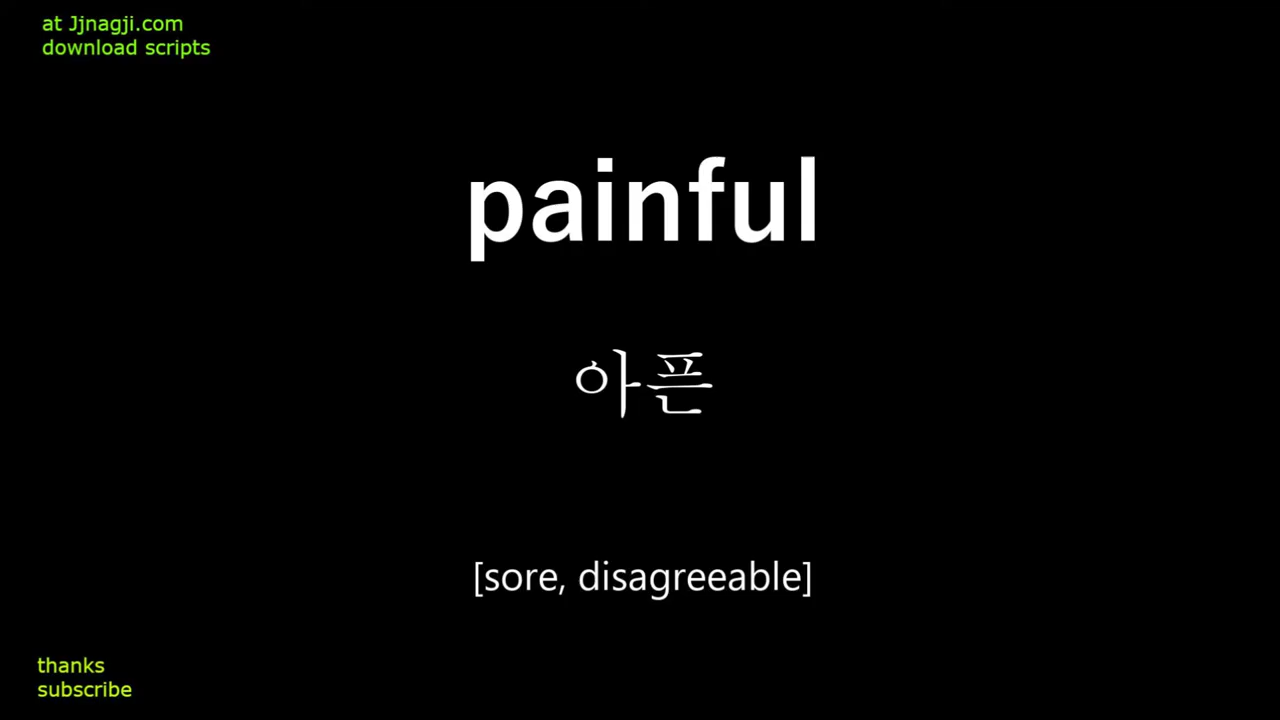 at Jjnagji.com
download scripts
painful
아픈
[sore, disagreeable]
thanks
subscribe